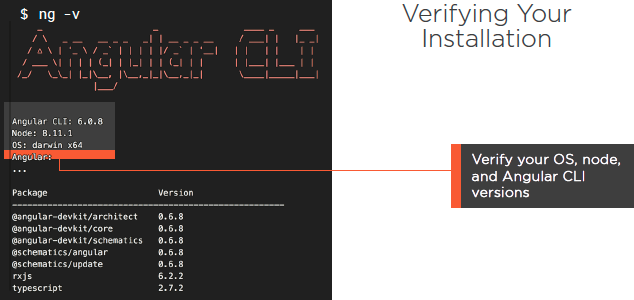 $ ng -v
Angular CLI
Angular CLI: 6.0.8
Node: 8.11.1
OS: darwin x64
Angular:
...
Package Version
@angular-devkit/architect 0.6.8
@angular-devkit/core 0.6.8
@angular-devkit/schematics 0.6.8
@schematics/angular 0.6.8
@schematics/update 0.6.8
rxjs 6.2.2
typescript 2.7.2
Verifying Your
Installation
Verify your OS, node,
and Angular CLI
versions